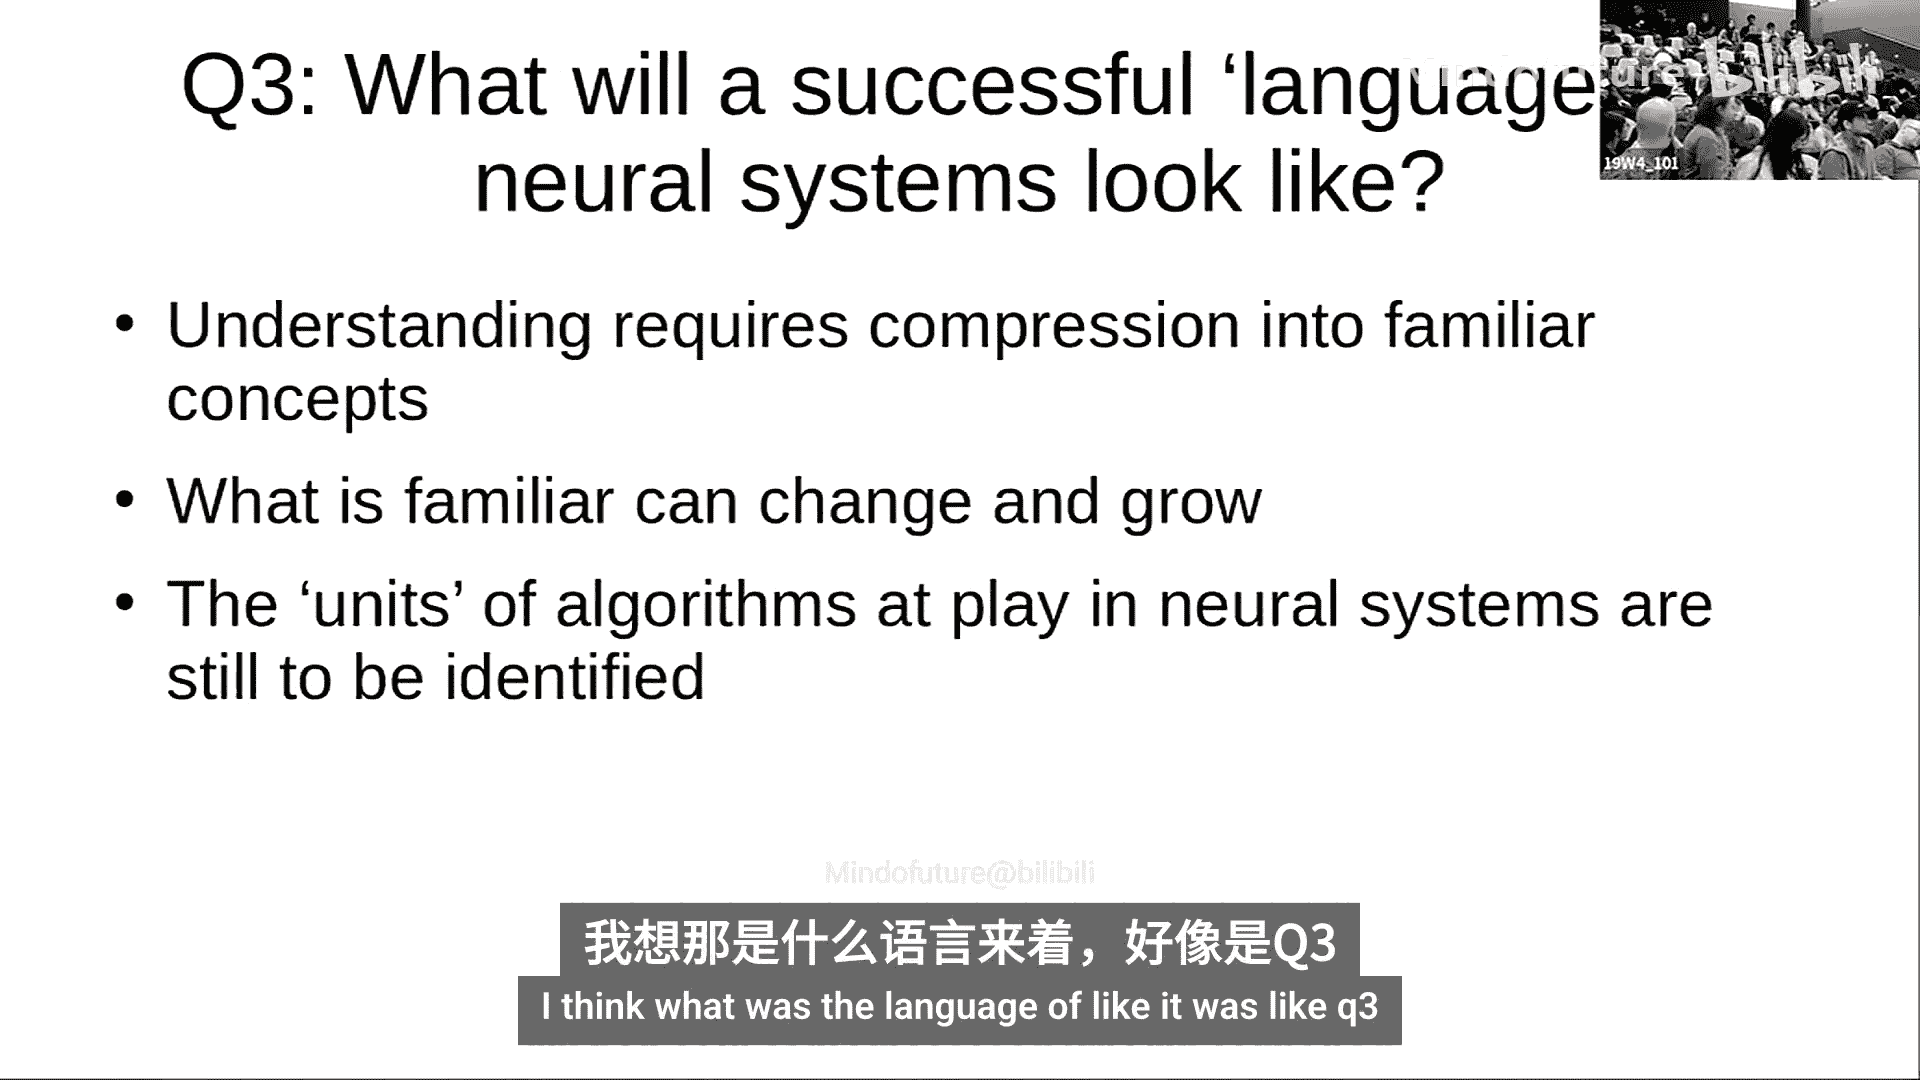 Q3: What will a successful ‘language
neural systems look like?
bilibili
19W4_101
• Understanding requires compression into familiar
concepts
• What is familiar can change and grow
• The ‘units’ of algorithms at play in neural systems are
still to be identified
Mindofuture@bilibili
我想那是什么语言来着，好像是Q3
I think what was the language of like it was like q3